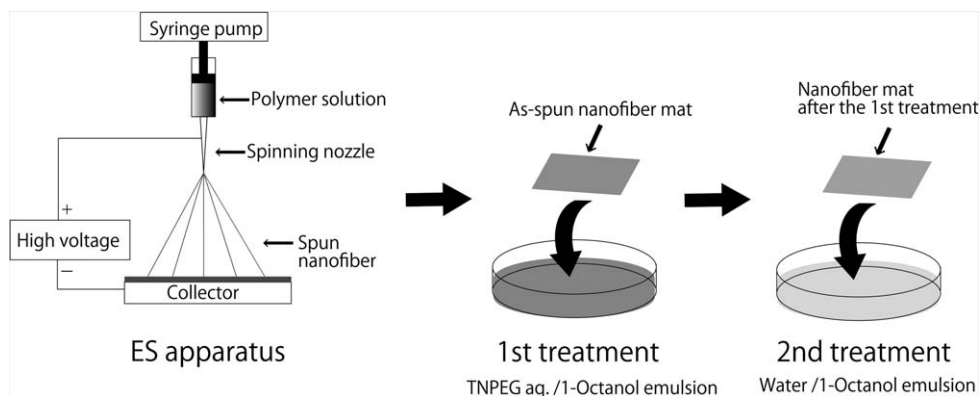 Syringe pump
Polymer solution
Spinning nozzle
+
High voltage
−
Spun
nanofiber
Collector
ES apparatus
As-spun nanofiber mat
1st treatment
TNPEG aq. /1-Octanol emulsion
Nanofiber mat
after the 1st treatment
2nd treatment
Water /1-Octanol emulsion